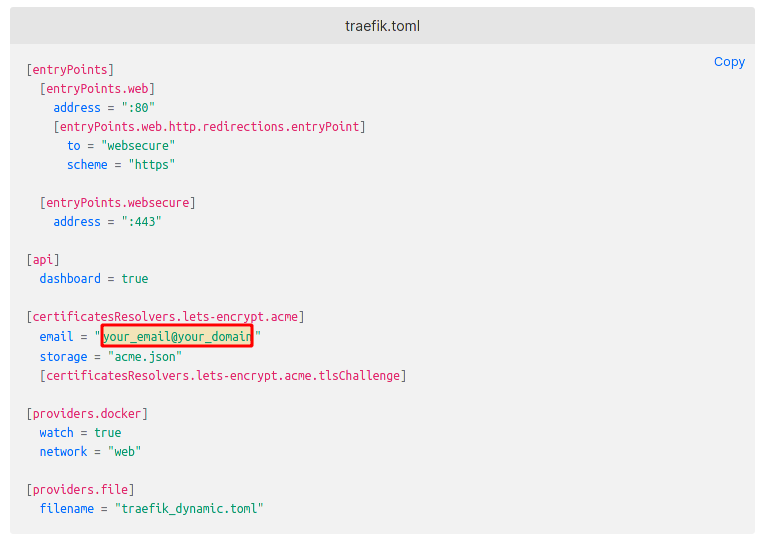 traefik.toml
Copy
[entryPoints]
  [entryPoints.web]
    address = ":80"
    [entryPoints.web.http.redirections.entryPoint]
      to = "websecure"
      scheme = "https"

  [entryPoints.websecure]
    address = ":443"

[api]
  dashboard = true

[certificatesResolvers.lets-encrypt.acme]
  email = "your_email@your_domain"
  storage = "acme.json"
  [certificatesResolvers.lets-encrypt.acme.tlsChallenge]

[providers.docker]
  watch = true
  network = "web"

[providers.file]
  filename = "traefik_dynamic.toml"